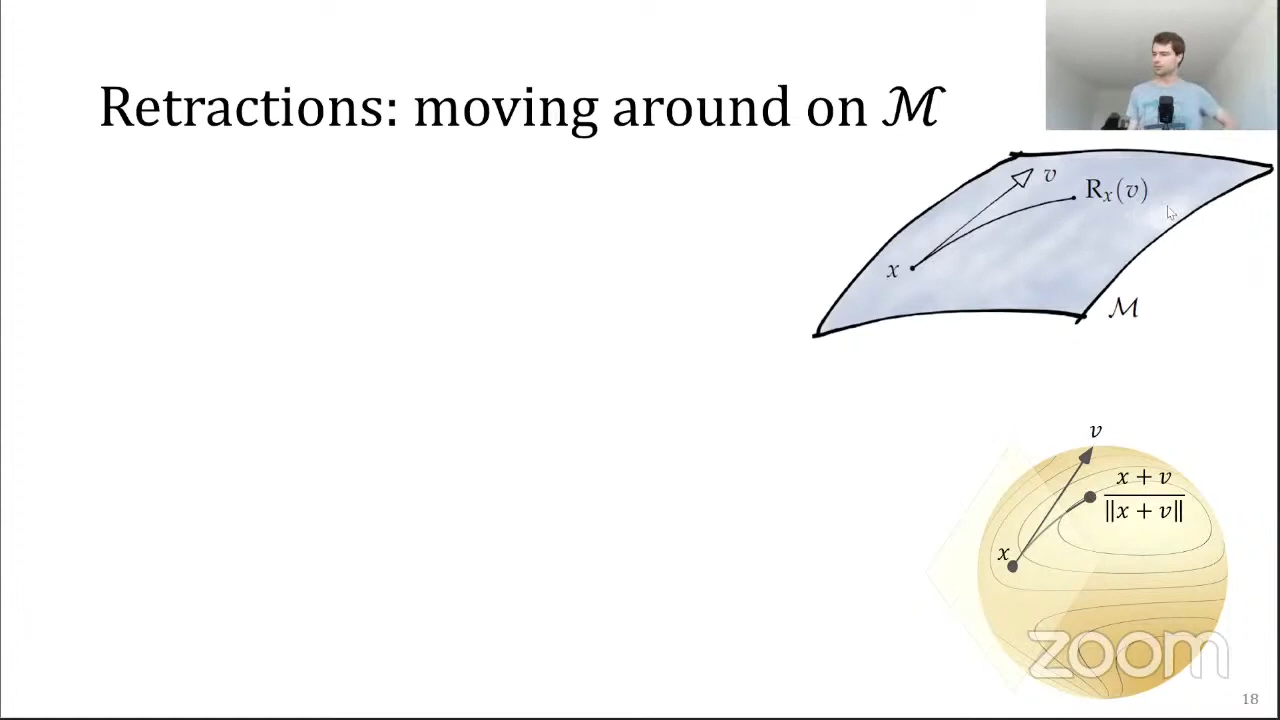 Retractions: moving around on ℳ
v
Rₓ(v)
x
ℳ
v
x + v
‖x + v‖
x
zoom
18